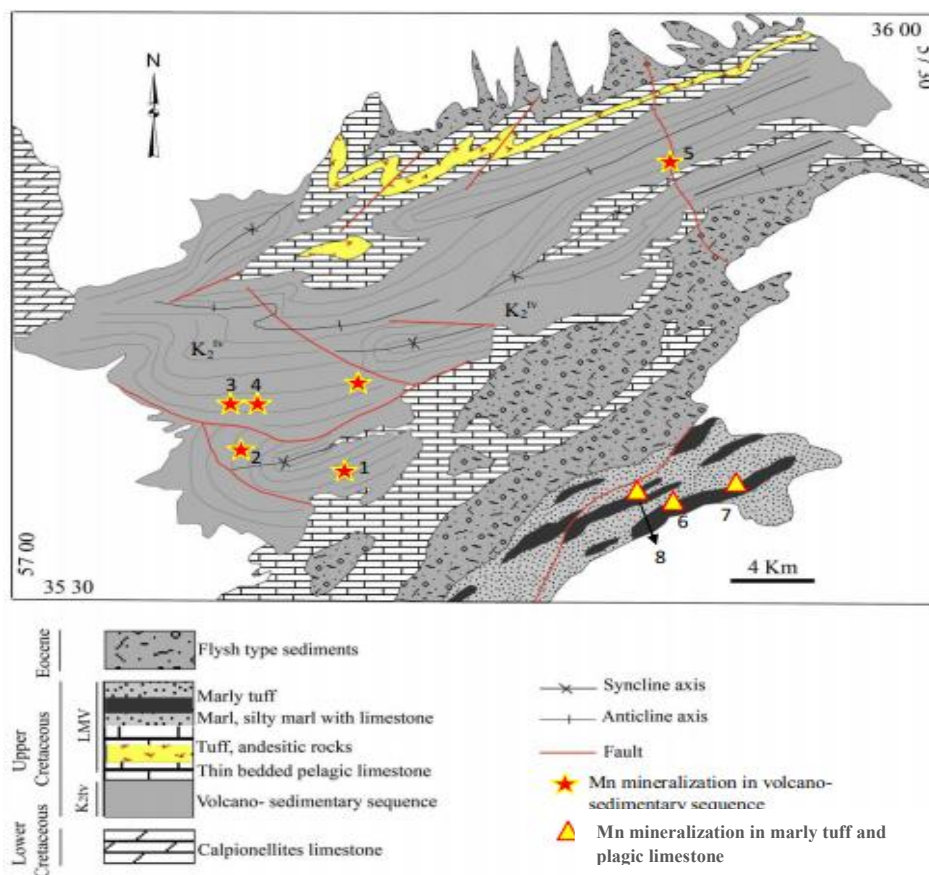 36 00
57 30
N
5
K2tv
K2tv
3 4
2
1
6 7
8
57 00
35 30
4 Km
Eocene
Flysh type sediments
Upper
Cretaceous
LMV
Marly tuff
Marl, silty marl with limestone
Tuff, andesitic rocks
Thin bedded pelagic limestone
K2tv
Volcano- sedimentary sequence
Lower
Cretaceous
Calpionellites limestone
Syncline axis
Anticline axis
Fault
Mn mineralization in volcano-
sedimentary sequence
Mn mineralization in marly tuff and
plagic limestone